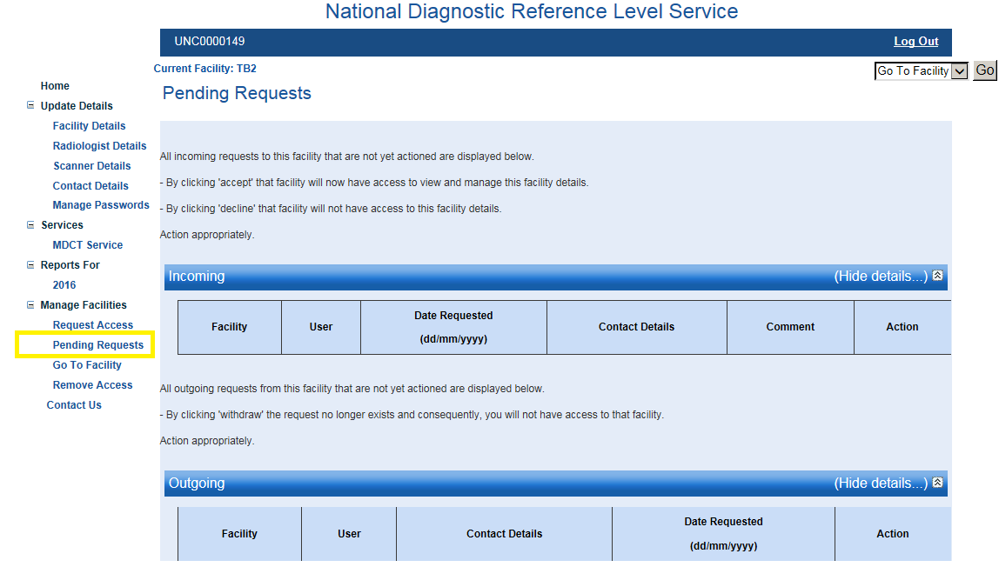 National Diagnostic Reference Level Service
UNC0000149
Log Out
Current Facility: TB2
Go To Facility
Go
Pending Requests
Home
Update Details
Facility Details
Radiologist Details
Scanner Details
Contact Details
Manage Passwords
Services
MDCT Service
Reports For
2016
Manage Facilities
Request Access
Pending Requests
Go To Facility
Remove Access
Contact Us
All incoming requests to this facility that are not yet actioned are displayed below.
- By clicking 'accept' that facility will now have access to view and manage this facility details.
- By clicking 'decline' that facility will not have access to this facility details.
Action appropriately.
Incoming
(Hide details...)
Facility
User
Date Requested
(dd/mm/yyyy)
Contact Details
Comment
Action
All outgoing requests from this facility that are not yet actioned are displayed below.
- By clicking 'withdraw' the request no longer exists and consequently, you will not have access to that facility.
Action appropriately.
Outgoing
(Hide details...)
Facility
User
Contact Details
Date Requested
(dd/mm/yyyy)
Action